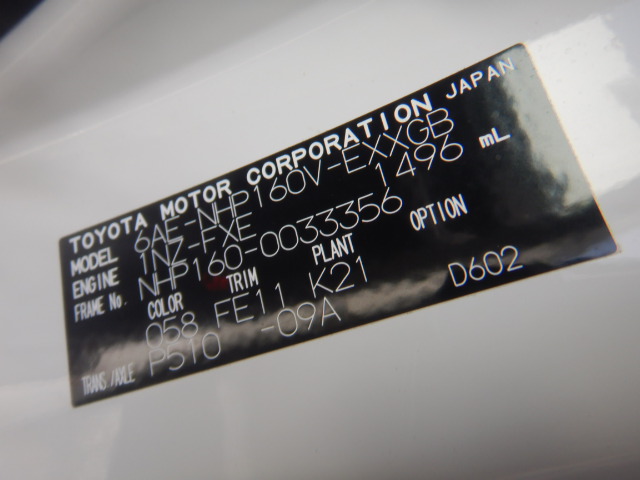 TOYOTA MOTOR CORPORATION JAPAN
MODEL 6AE-NHP160V-EXXGB
ENGINE 1NZ-FXE 1496 mL
FRAME No. NHP160-0033356
COLOR TRIM PLANT OPTION
058 FE11 K21 D602
TRANS./AXLE P510 -09A